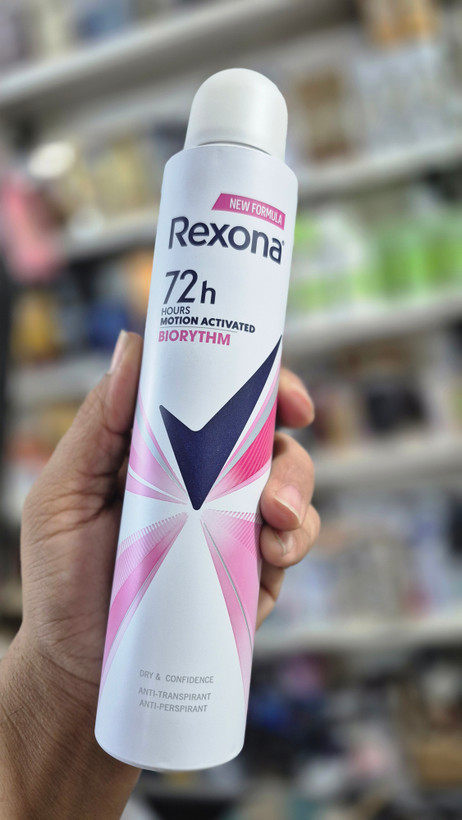 NEW FORMULA
Rexona
72h
HOURS
MOTION ACTIVATED
BIORYTHM
DRY & CONFIDENCE
ANTI-TRANSPIRANT
ANTI-PERSPIRANT